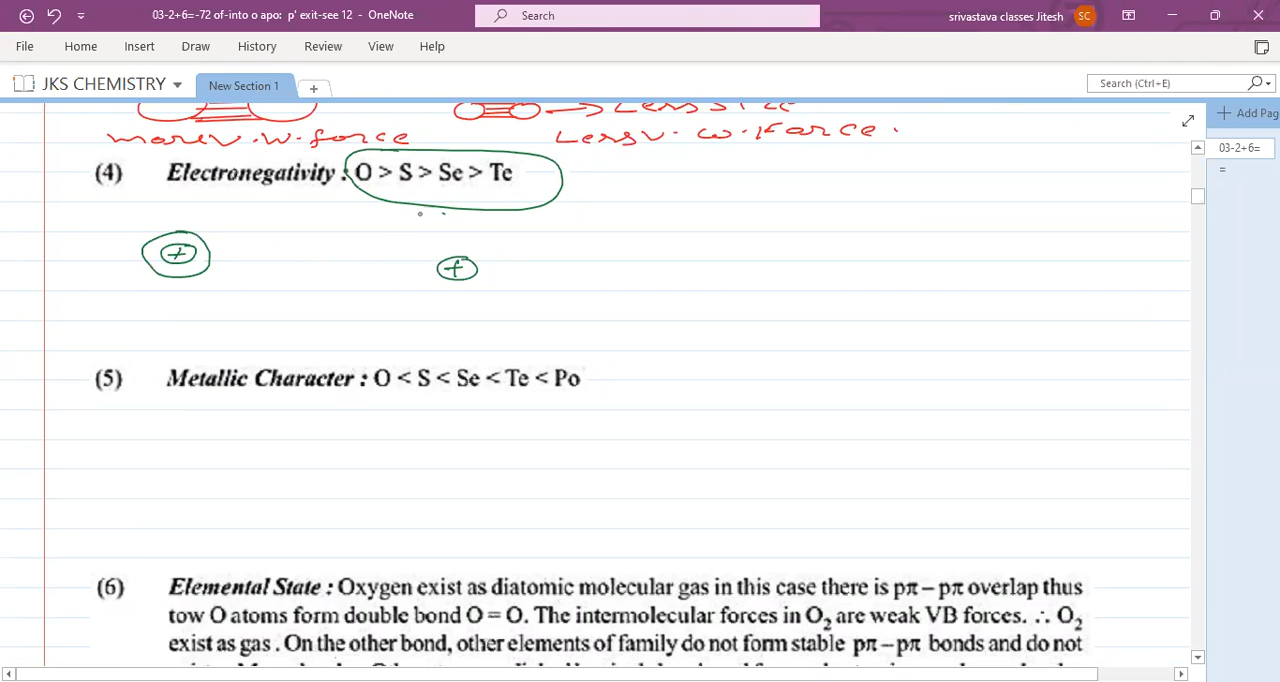 03-2+6=-72 of-into o apo: p' exit-see 12 - OneNote
Search
srivastava classes Jitesh
SC
File Home Insert Draw History Review View Help
JKS CHEMISTRY
New Section 1
+
Search (Ctrl+E)
Add Pag
03-2+6=
=
more v. w. force
Less v. w. Force.
(4) Electronegativity : O > S > Se > Te
+ +
(5) Metallic Character : O < S < Se < Te < Po
(6) Elemental State : Oxygen exist as diatomic molecular gas in this case there is pπ – pπ overlap thus
tow O atoms form double bond O = O. The intermolecular forces in O₂ are weak VB forces. ∴ O₂
exist as gas . On the other bond, other elements of family do not form stable pπ – pπ bonds and do not